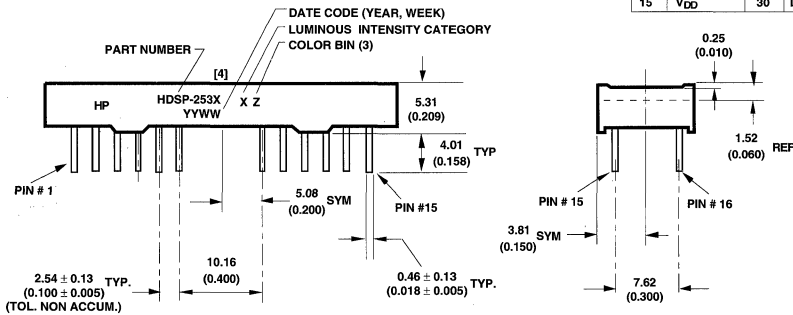 15 VDD 30
DATE CODE (YEAR, WEEK)
LUMINOUS INTENSITY CATEGORY
COLOR BIN (3)
PART NUMBER
[4]
HP
HDSP-253X X Z
YYWW
5.31
(0.209)
4.01
(0.158) TYP
PIN # 1
5.08
(0.200) SYM
PIN #15
10.16
(0.400)
2.54 ± 0.13 TYP.
(0.100 ± 0.005)
(TOL. NON ACCUM.)
0.46 ± 0.13
(0.018 ± 0.005) TYP.
0.25
(0.010)
1.52
(0.060) REF
PIN # 15
PIN # 16
3.81
(0.150) SYM
7.62
(0.300)